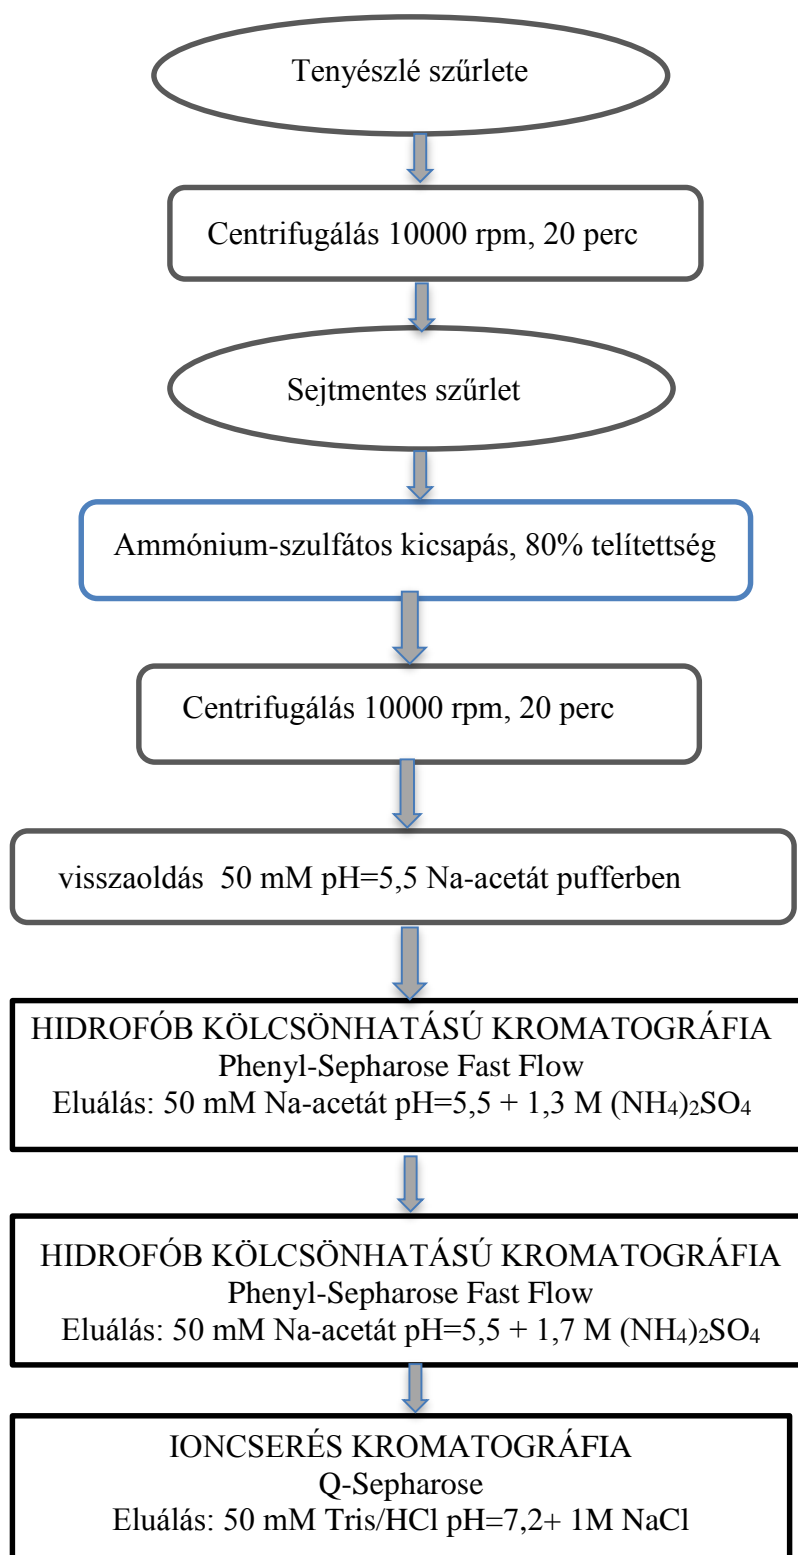 Tenyészlé szűrlete
Centrifugálás 10000 rpm, 20 perc
Sejtmentes szűrlet
Ammónium-szulfátos kicsapás, 80% telítettség
Centrifugálás 10000 rpm, 20 perc
visszaoldás 50 mM pH=5,5 Na-acetát pufferben
HIDROFÓB KÖLCSÖNHATÁSÚ KROMATOGRÁFIA
Phenyl-Sepharose Fast Flow
Eluálás: 50 mM Na-acetát pH=5,5 + 1,3 M (NH₄)₂SO₄
HIDROFÓB KÖLCSÖNHATÁSÚ KROMATOGRÁFIA
Phenyl-Sepharose Fast Flow
Eluálás: 50 mM Na-acetát pH=5,5 + 1,7 M (NH₄)₂SO₄
IONCSERÉS KROMATOGRÁFIA
Q-Sepharose
Eluálás: 50 mM Tris/HCl pH=7,2+ 1M NaCl